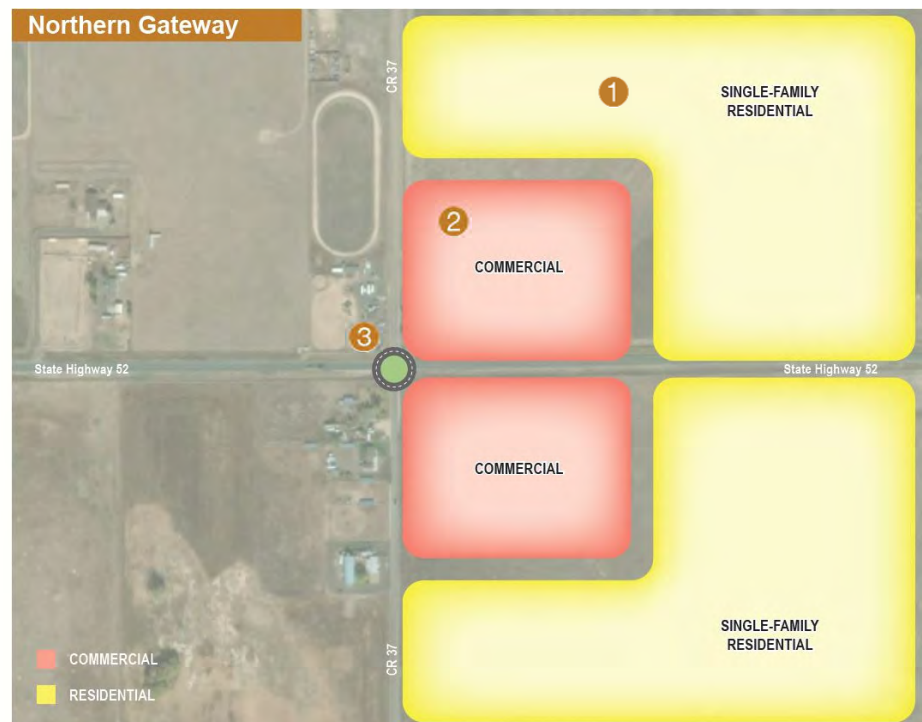 Northern Gateway
CR 37
1
SINGLE-FAMILY
RESIDENTIAL
2
COMMERCIAL
3
State Highway 52
State Highway 52
COMMERCIAL
SINGLE-FAMILY
RESIDENTIAL
CR 37
COMMERCIAL
RESIDENTIAL